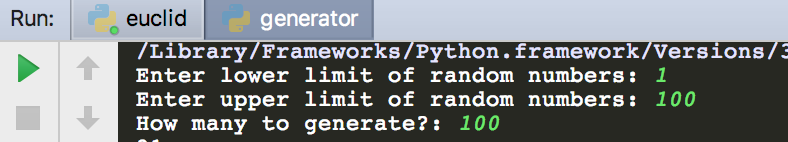 Run: euclid generator
/Library/Frameworks/Python.framework/Versions/3
Enter lower limit of random numbers: 1
Enter upper limit of random numbers: 100
How many to generate?: 100